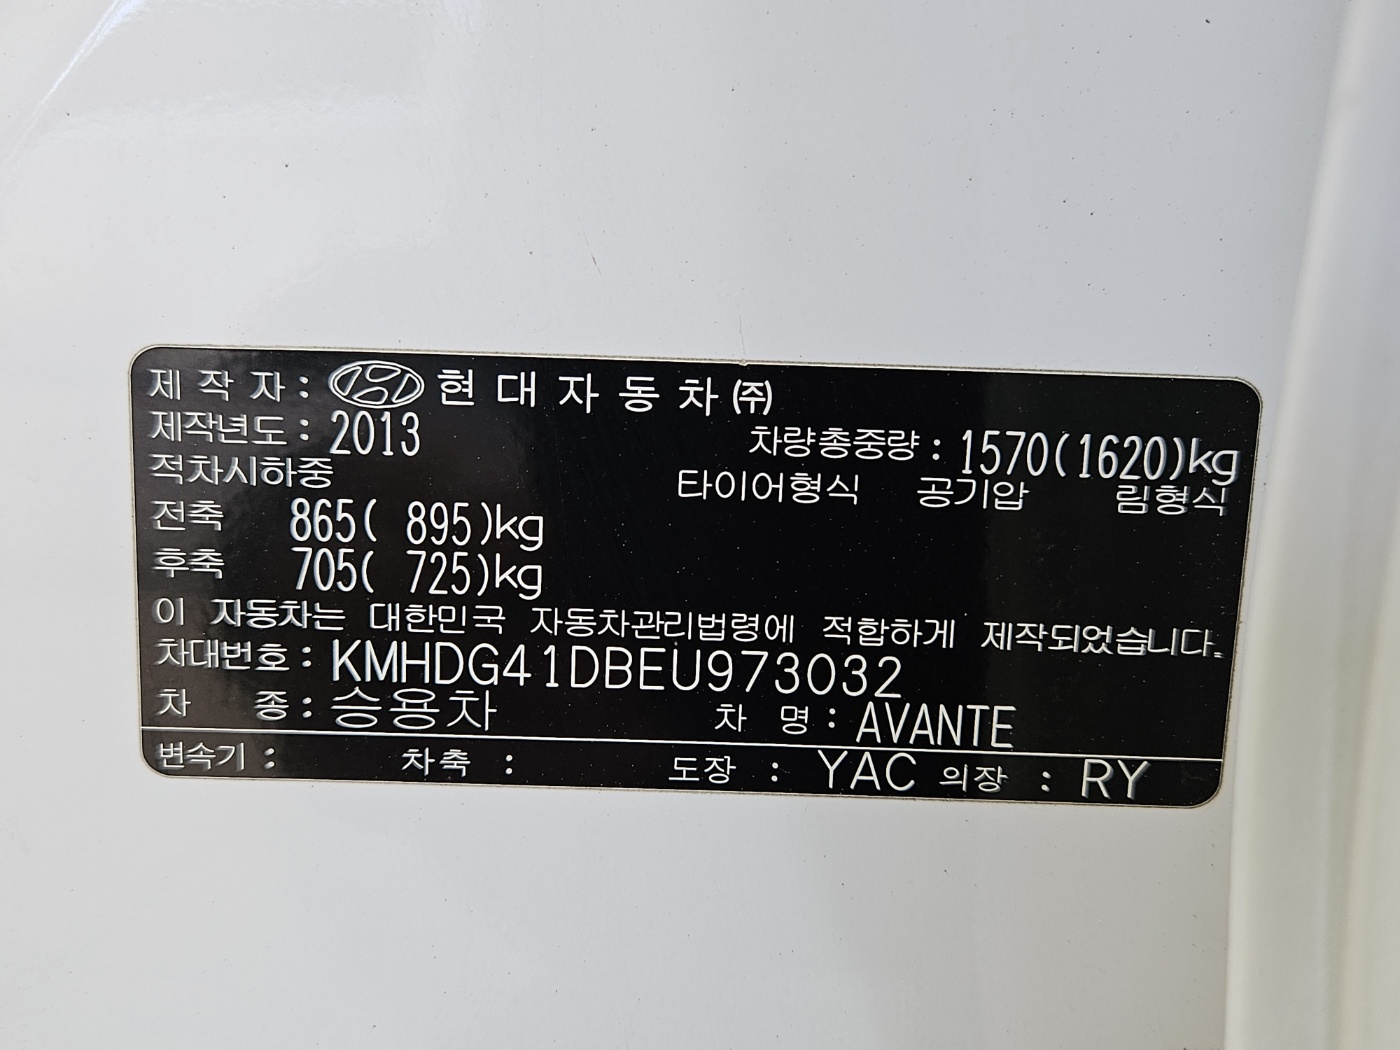 제 작 자 : 현 대 자 동 차 ㈜
제작년도 : 2013
차량총중량 : 1570(1620)kg
적차시하중
타이어형식 공기압 림형식
전축 865( 895)kg
후축 705( 725)kg
이 자동차는 대한민국 자동차관리법령에 적합하게 제작되었습니다.
차대번호 : KMHDG41DBEU973032
차 종 : 승용차 차 명 : AVANTE
변속기 : 차축 : 도장 : YAC 의장 : RY